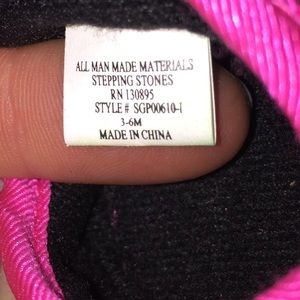 ALL MAN MADE MATERIALS
STEPPING STONES
RN 130895
STYLE # SGP00610-1
3-6M
MADE IN CHINA